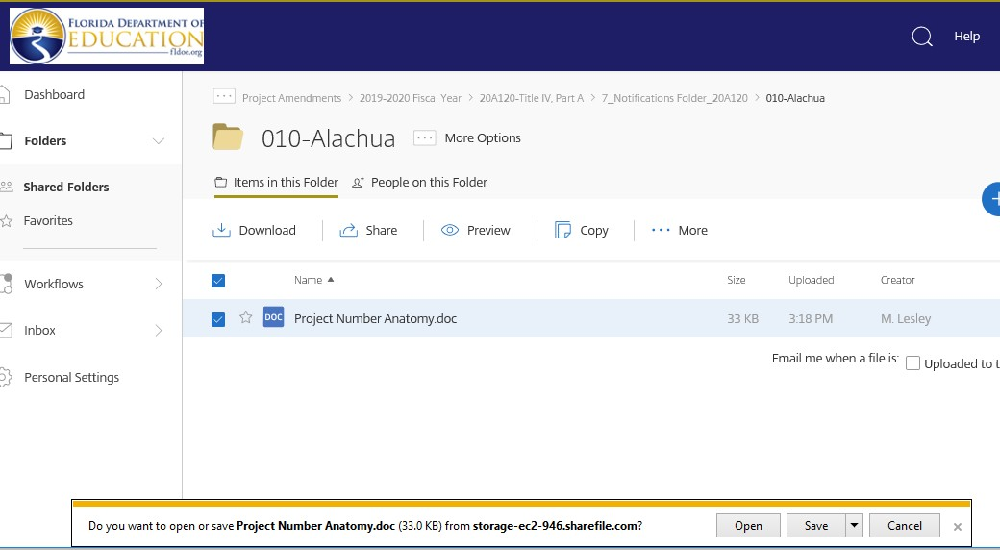 FLORIDA DEPARTMENT OF
EDUCATION
fldoe.org
Help
Dashboard
Folders
Shared Folders
Favorites
Workflows
Inbox
Personal Settings
··· Project Amendments > 2019-2020 Fiscal Year > 20A120-Title IV, Part A > 7_Notifications Folder_20A120 > 010-Alachua
010-Alachua ··· More Options
Items in this Folder People on this Folder
Download Share Preview Copy ··· More
Name Size Uploaded Creator
DOC Project Number Anatomy.doc 33 KB 3:18 PM M. Lesley
Email me when a file is: Uploaded to t
Do you want to open or save Project Number Anatomy.doc (33.0 KB) from storage-ec2-946.sharefile.com? Open Save Cancel ×